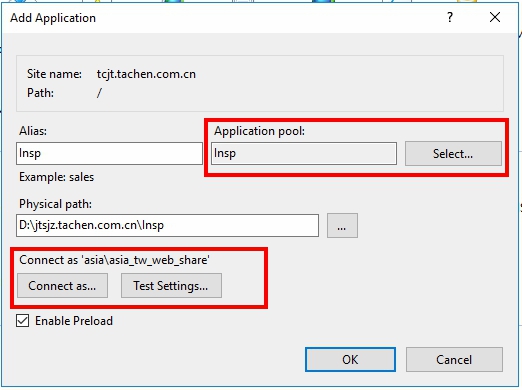 Add Application
?
Site name: tcjt.tachen.com.cn
Path: /
Alias:
Application pool:
Insp
Insp
Select...
Example: sales
Physical path:
D:\jtsjz.tachen.com.cn\Insp
...
Connect as 'asia\asia_tw_web_share'
Connect as...
Test Settings...
Enable Preload
OK
Cancel